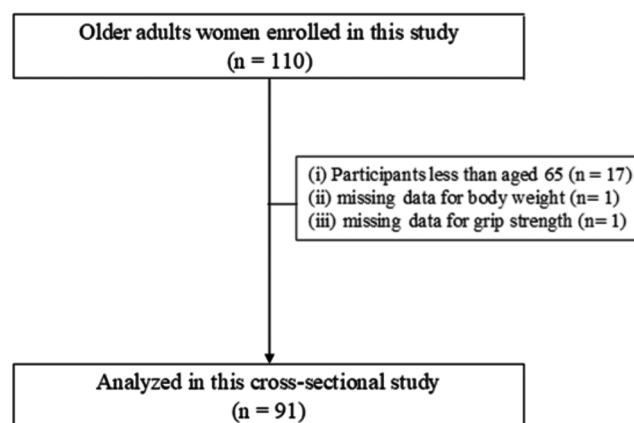 Older adults women enrolled in this study
(n = 110)
(i) Participants less than aged 65 (n = 17)
(ii) missing data for body weight (n= 1)
(iii) missing data for grip strength (n= 1)
Analyzed in this cross-sectional study
(n = 91)